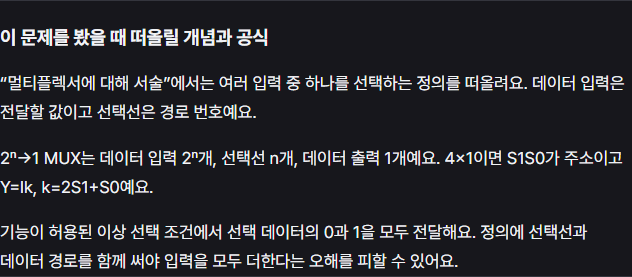 이 문제를 봤을 때 떠올릴 개념과 공식
“멀티플렉서에 대해 서술”에서는 여러 입력 중 하나를 선택하는 정의를 떠올려요. 데이터 입력은
전달할 값이고 선택선은 경로 번호예요.
2ⁿ→1 MUX는 데이터 입력 2ⁿ개, 선택선 n개, 데이터 출력 1개예요. 4×1이면 S1S0가 주소이고
Y=Ik, k=2S1+S0예요.
기능이 허용된 이상 선택 조건에서 선택 데이터의 0과 1을 모두 전달해요. 정의에 선택선과
데이터 경로를 함께 써야 입력을 모두 더한다는 오해를 피할 수 있어요.